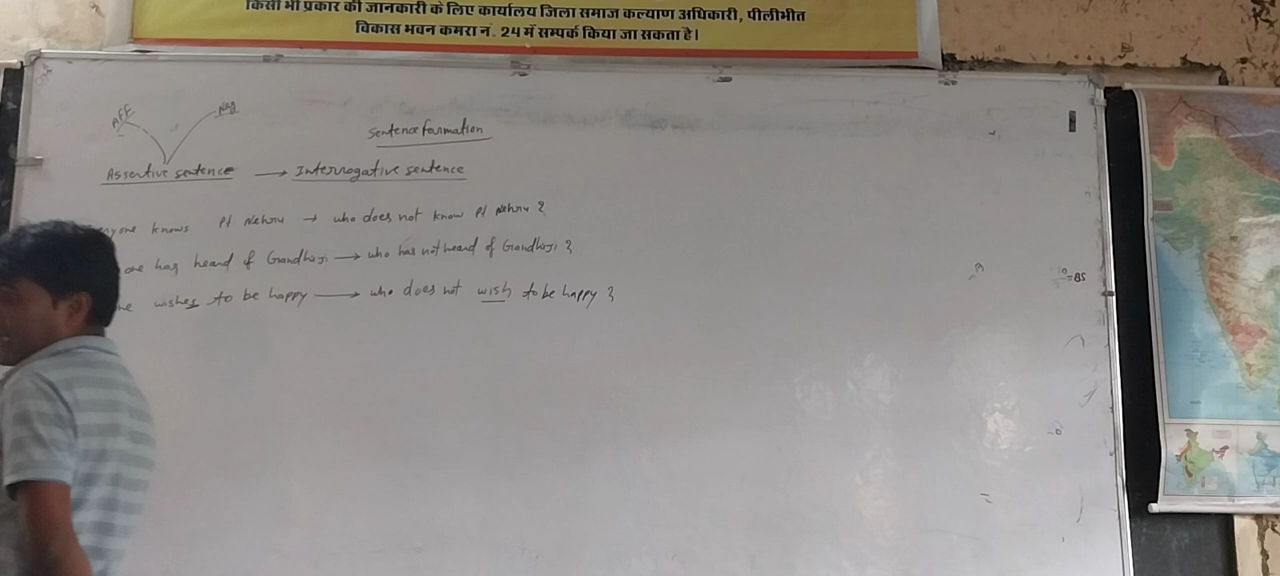 किसी भी प्रकार की जानकारी के लिए कार्यालय जिला समाज कल्याण अधिकारी, पीलीभीत
विकास भवन कमरा नं. 24 में सम्पर्क किया जा सकता है।
AFF Neg
Sentence formation
Assertive sentence → Interrogative sentence
knows Pt Nehru → who does not know Pt Nehru ?
one has heard of Gandhiji → who has not heard of Gandhiji ?
wishes to be happy → who does not wish to be happy ?
=85